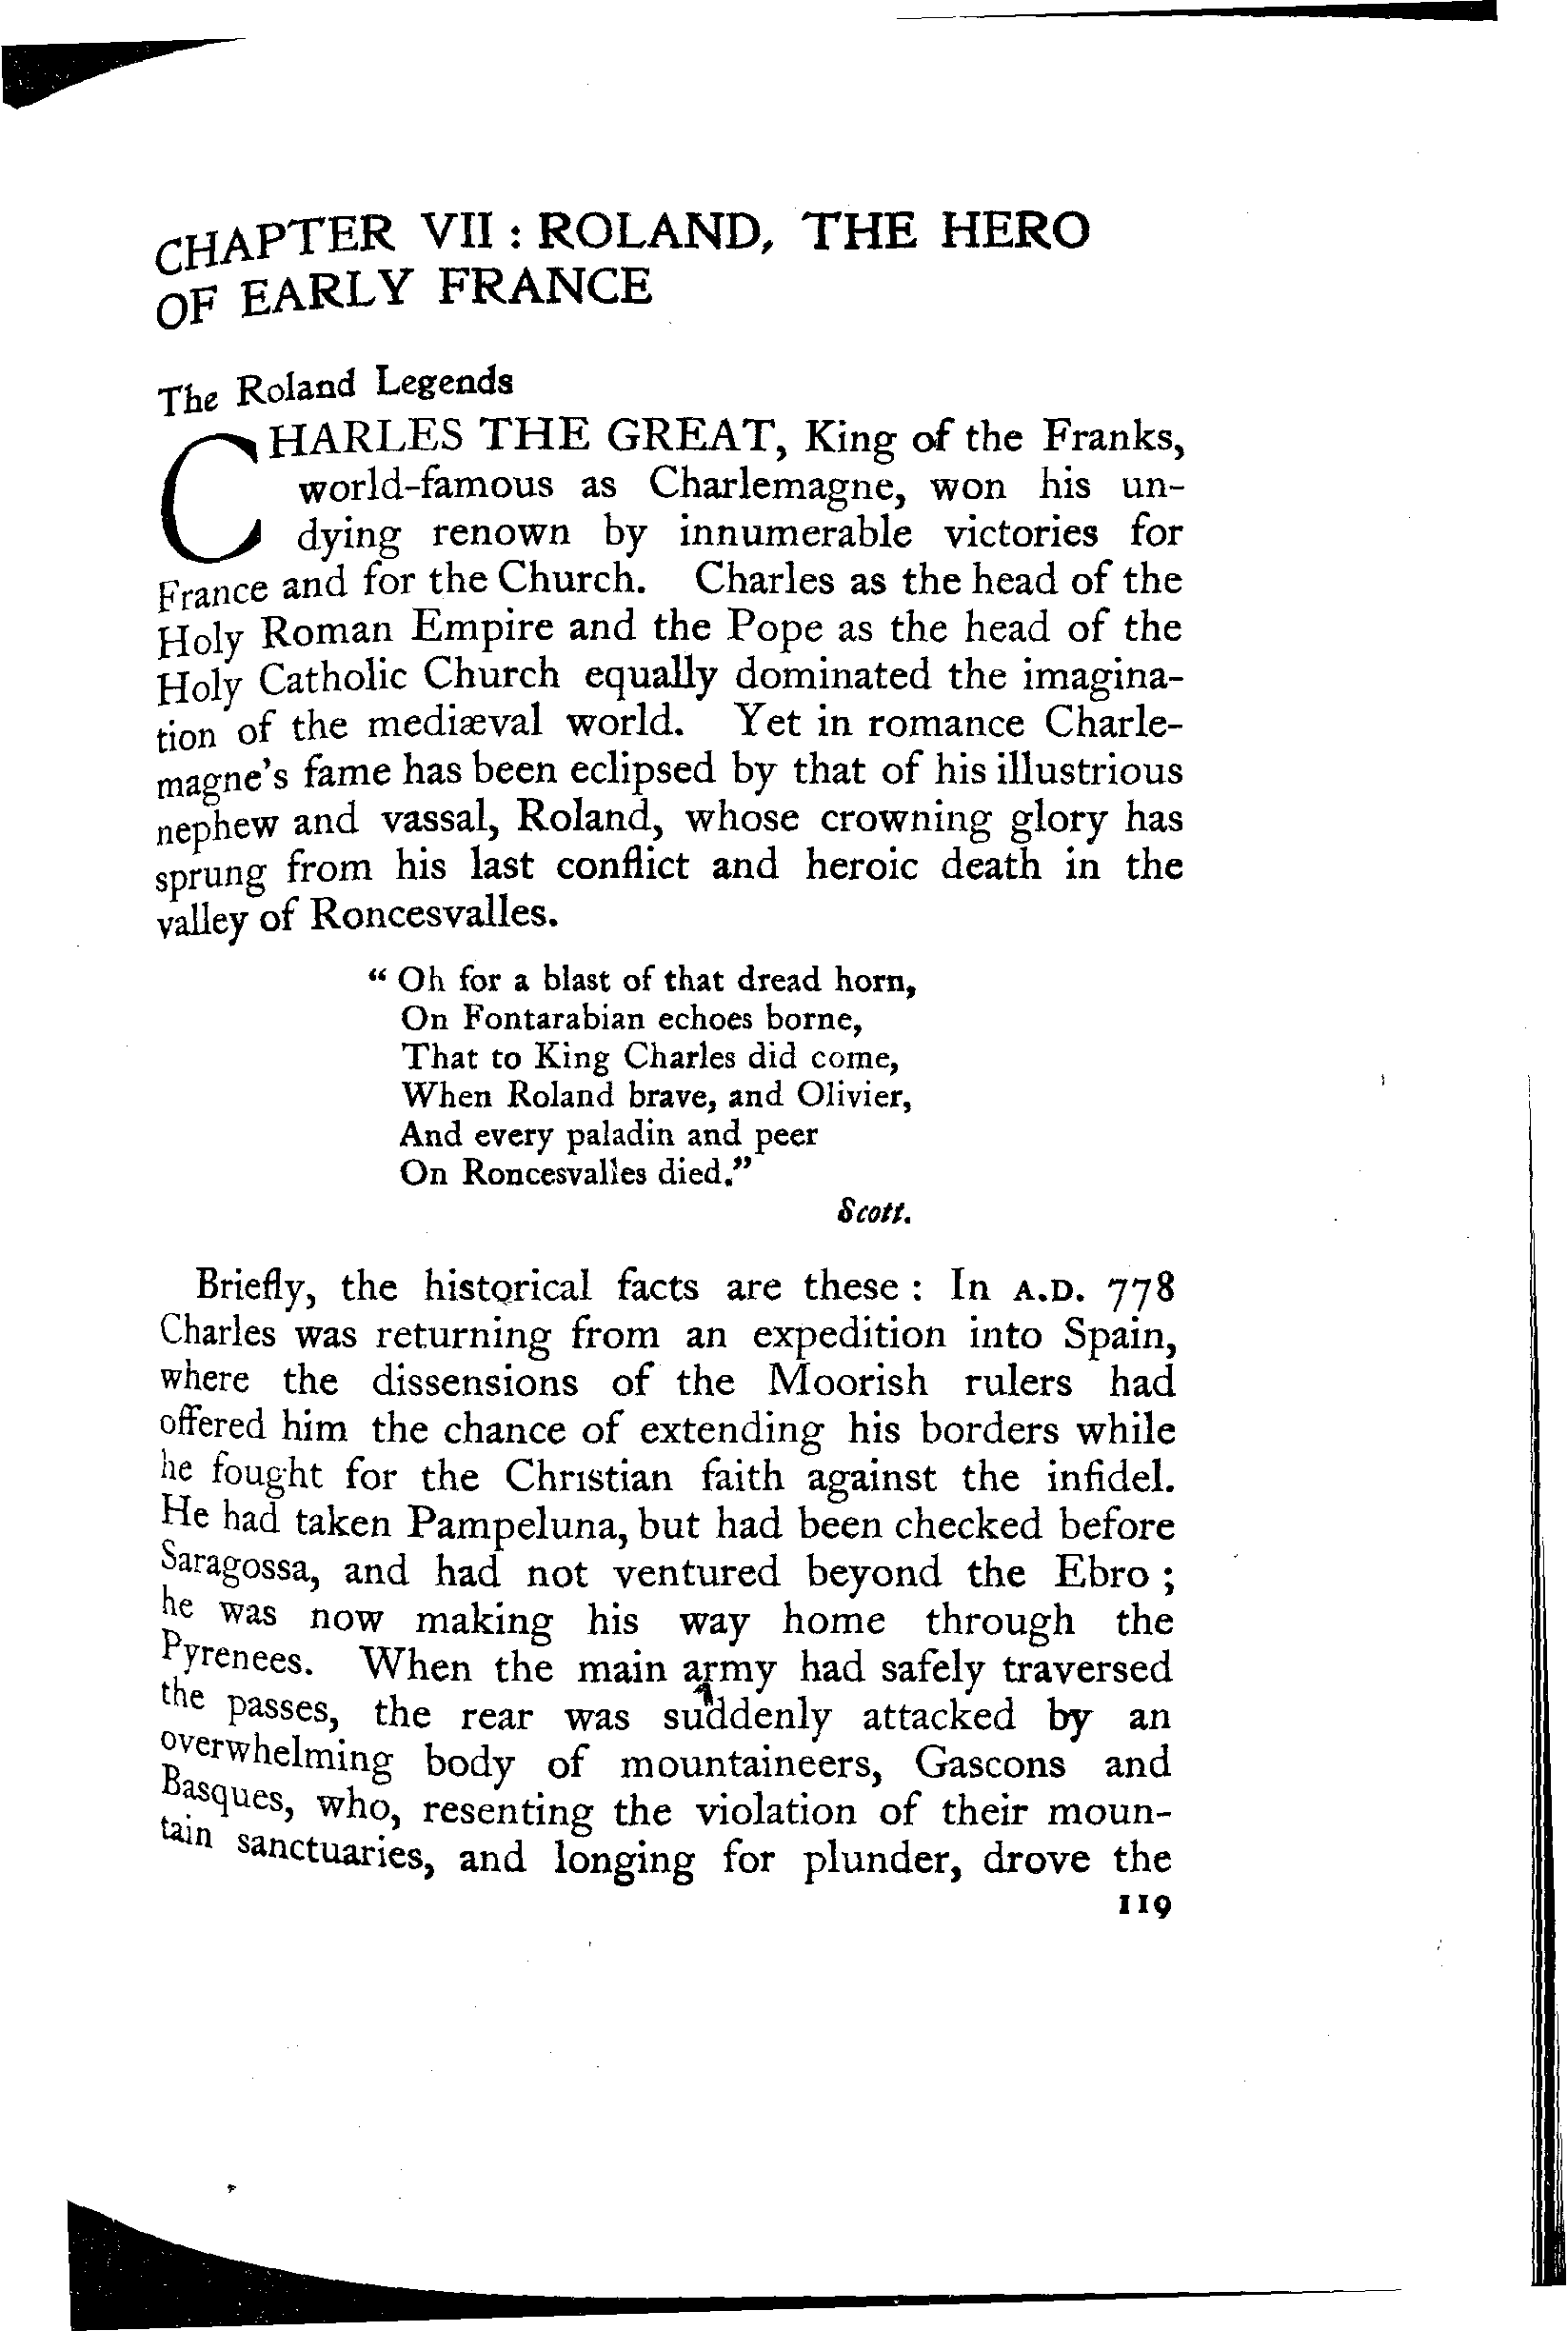 CHAPTER VII : ROLAND, THE HERO
OF EARLY FRANCE
The Roland Legends
CHARLES THE GREAT, King of the Franks,
world-famous as Charlemagne, won his un-
dying renown by innumerable victories for
France and for the Church. Charles as the head of the
Holy Roman Empire and the Pope as the head of the
Holy Catholic Church equally dominated the imagina-
tion of the mediæval world. Yet in romance Charle-
magne's fame has been eclipsed by that of his illustrious
nephew and vassal, Roland, whose crowning glory has
sprung from his last conflict and heroic death in the
valley of Roncesvalles.
“ Oh for a blast of that dread horn,
On Fontarabian echoes borne,
That to King Charles did come,
When Roland brave, and Olivier,
And every paladin and peer
On Roncesvalles died.”
Scott.
Briefly, the historical facts are these : In A.D. 778
Charles was returning from an expedition into Spain,
where the dissensions of the Moorish rulers had
offered him the chance of extending his borders while
he fought for the Christian faith against the infidel.
He had taken Pampeluna, but had been checked before
Saragossa, and had not ventured beyond the Ebro ;
he was now making his way home through the
Pyrenees. When the main army had safely traversed
the passes, the rear was suddenly attacked by an
overwhelming body of mountaineers, Gascons and
Basques, who, resenting the violation of their moun-
tain sanctuaries, and longing for plunder, drove the
119